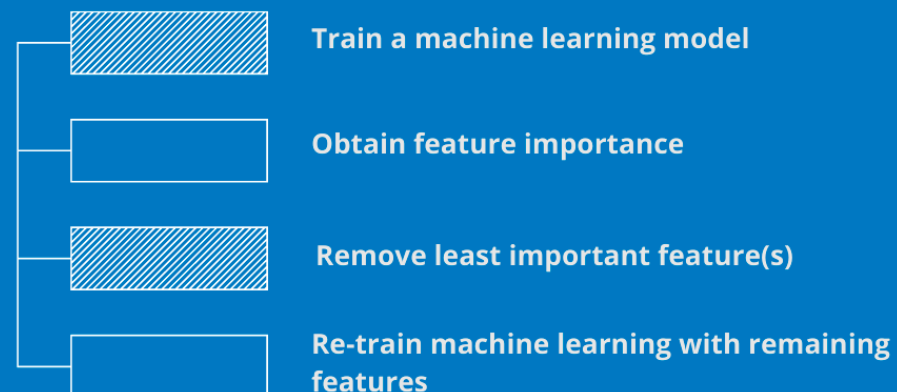 Train a machine learning model
Obtain feature importance
Remove least important feature(s)
Re-train machine learning with remaining
features